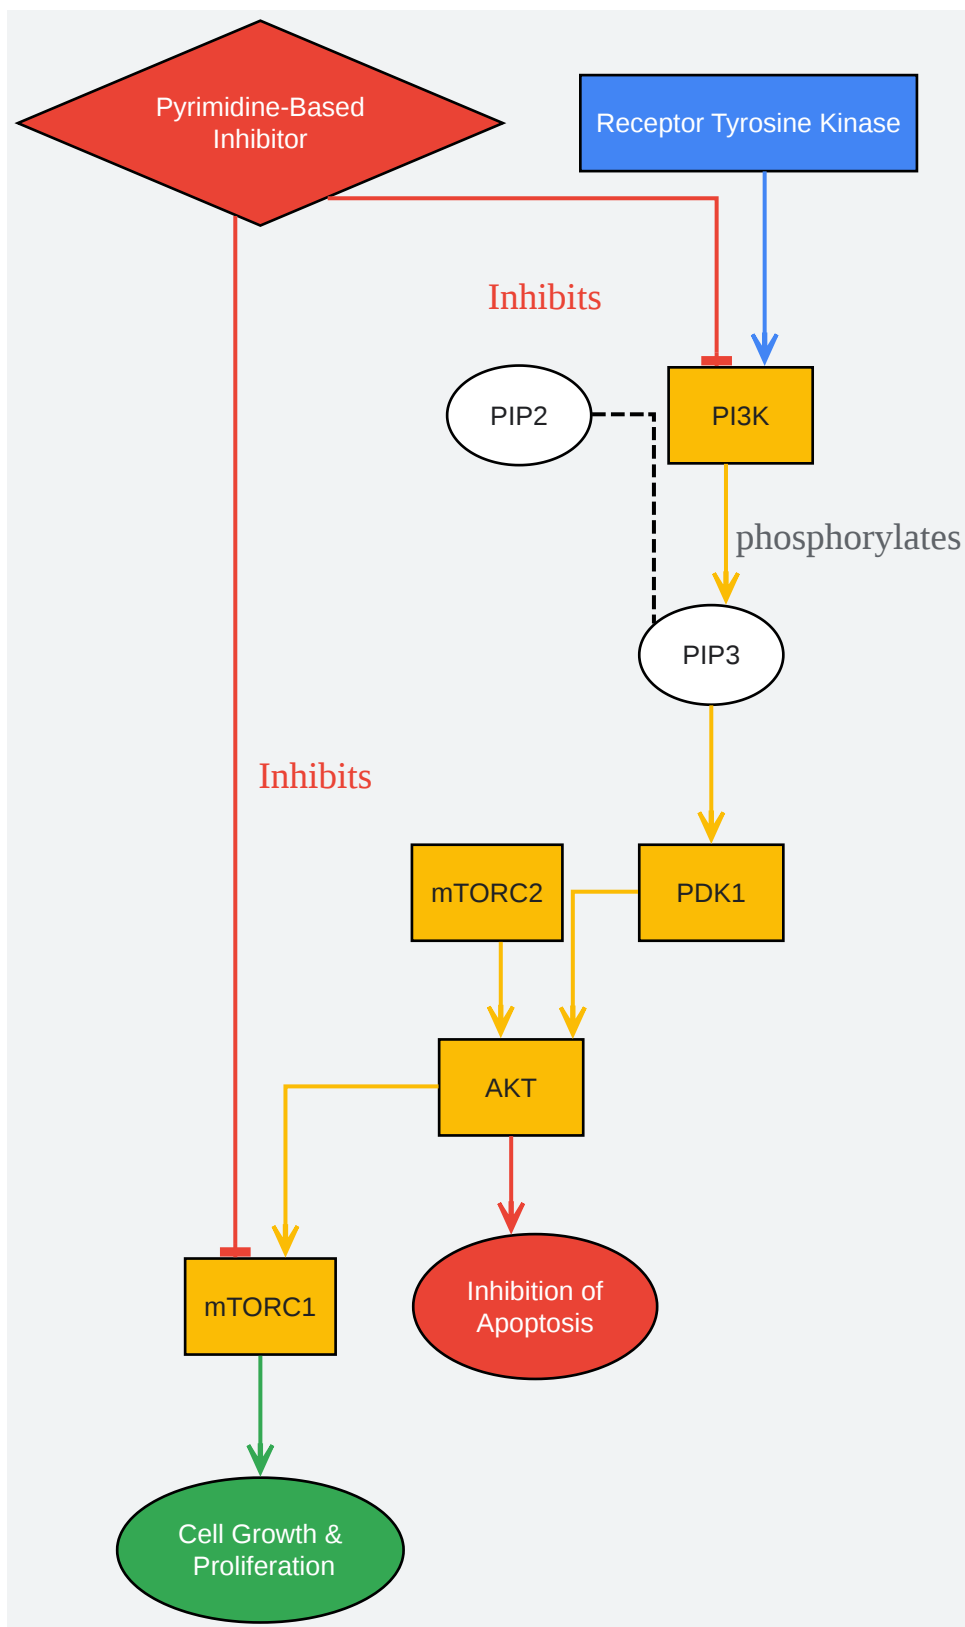 Pyrimidine-Based
Inhibitor
Receptor Tyrosine Kinase
Inhibits
PIP2
PI3K
phosphorylates
PIP3
Inhibits
mTORC2
PDK1
AKT
mTORC1
Inhibition of
Apoptosis
Cell Growth &
Proliferation